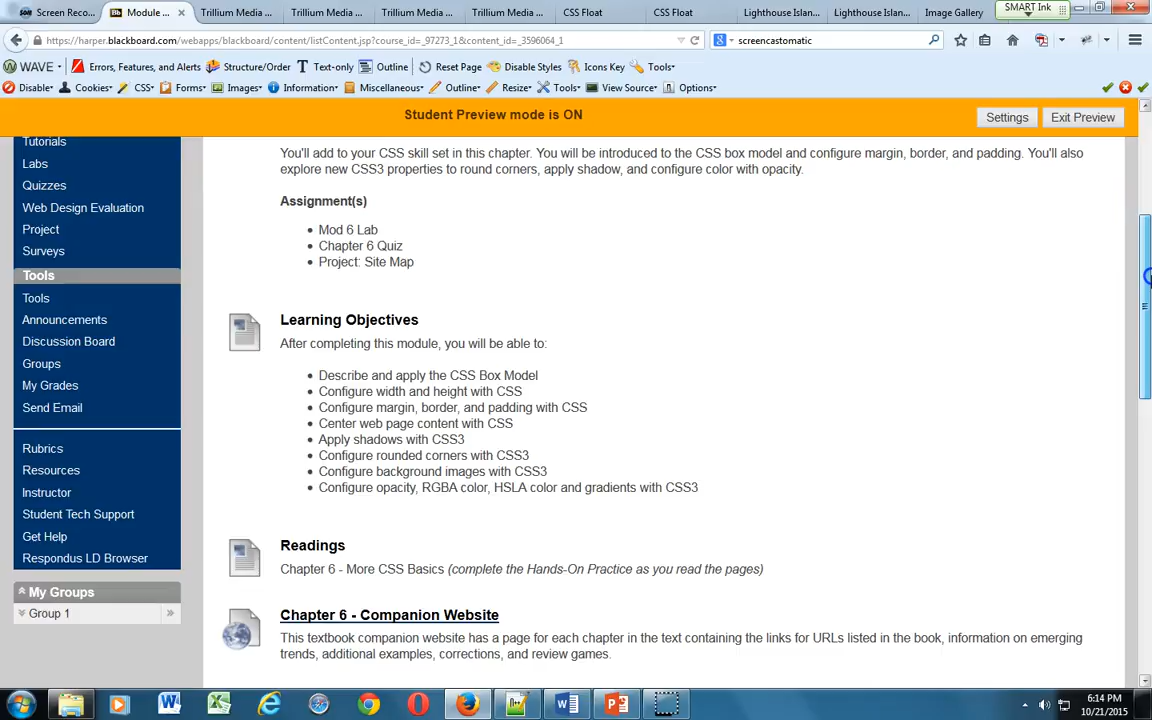 Screen Reco...
Module ...
Trillium Media ...
Trillium Media ...
Trillium Media ...
Trillium Media ...
CSS Float
CSS Float
Lighthouse Islan...
Lighthouse Islan...
Image Gallery
SMART Ink
https://harper.blackboard.com/webapps/blackboard/content/listContent.jsp?course_id=_97273_1&content_id=_3596064_1
screencastomatic
WAVE
Errors, Features, and Alerts
Structure/Order
Text-only
Outline
Reset Page
Disable Styles
Icons Key
Tools
Disable
Cookies
CSS
Forms
Images
Information
Miscellaneous
Outline
Resize
Tools
View Source
Options
Student Preview mode is ON
Settings
Exit Preview
Tutorials
Labs
Quizzes
Web Design Evaluation
Project
Surveys
Tools
Tools
Announcements
Discussion Board
Groups
My Grades
Send Email
Rubrics
Resources
Instructor
Student Tech Support
Get Help
Respondus LD Browser
My Groups
Group 1
You'll add to your CSS skill set in this chapter. You will be introduced to the CSS box model and configure margin, border, and padding. You'll also
explore new CSS3 properties to round corners, apply shadow, and configure color with opacity.
Assignment(s)
• Mod 6 Lab
• Chapter 6 Quiz
• Project: Site Map
Learning Objectives
After completing this module, you will be able to:
• Describe and apply the CSS Box Model
• Configure width and height with CSS
• Configure margin, border, and padding with CSS
• Center web page content with CSS
• Apply shadows with CSS3
• Configure rounded corners with CSS3
• Configure background images with CSS3
• Configure opacity, RGBA color, HSLA color and gradients with CSS3
Readings
Chapter 6 - More CSS Basics (complete the Hands-On Practice as you read the pages)
Chapter 6 - Companion Website
This textbook companion website has a page for each chapter in the text containing the links for URLs listed in the book, information on emerging
trends, additional examples, corrections, and review games.
6:14 PM
10/21/2015